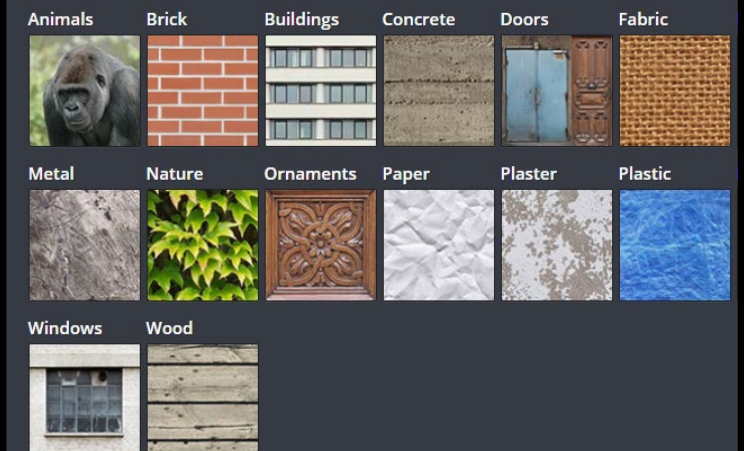 Animals Brick Buildings Concrete Doors Fabric
Metal Nature Ornaments Paper Plaster Plastic
Windows Wood